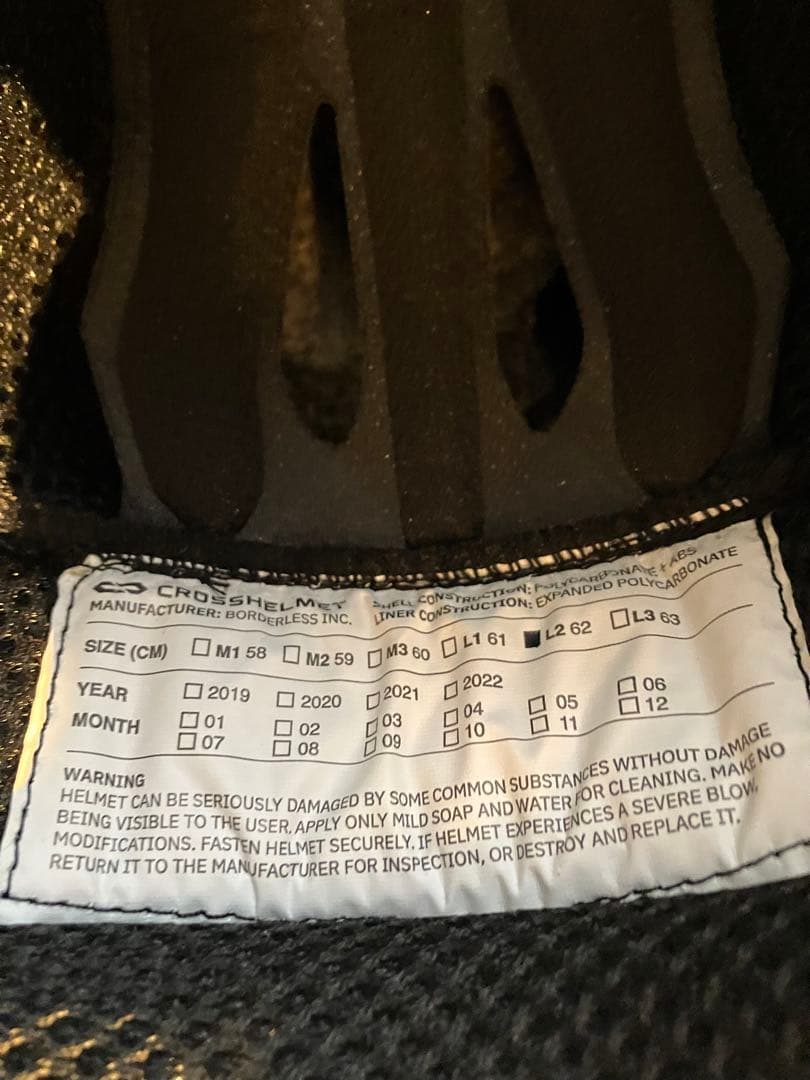 CROSSHELMET SHELL CONSTRUCTION: POLYCARBONATE + ABS
MANUFACTURER: BORDERLESS INC. LINER CONSTRUCTION: EXPANDED POLYCARBONATE
SIZE (CM) ☐ M1 58 ☐ M2 59 ☐ M3 60 ☐ L1 61 ■ L2 62 ☐ L3 63
YEAR ☐ 2019 ☐ 2020 ☐ 2021 ☐ 2022
MONTH ☐ 01 ☐ 02 ☐ 03 ☐ 04 ☐ 05 ☐ 06
☐ 07 ☐ 08 ☐ 09 ☐ 10 ☐ 11 ☐ 12
WARNING
HELMET CAN BE SERIOUSLY DAMAGED BY SOME COMMON SUBSTANCES WITHOUT DAMAGE
BEING VISIBLE TO THE USER. APPLY ONLY MILD SOAP AND WATER FOR CLEANING. MAKE NO
MODIFICATIONS. FASTEN HELMET SECURELY. IF HELMET EXPERIENCES A SEVERE BLOW,
RETURN IT TO THE MANUFACTURER FOR INSPECTION, OR DESTROY AND REPLACE IT.